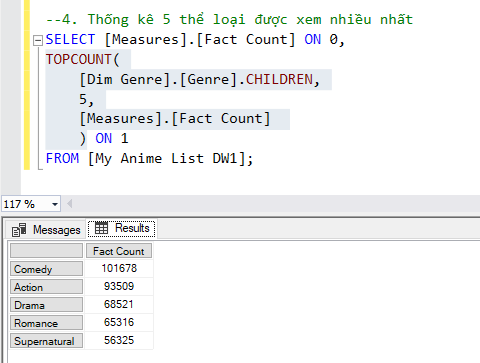 --4. Thống kê 5 thể loại được xem nhiều nhất
SELECT [Measures].[Fact Count] ON 0,
TOPCOUNT(
[Dim Genre].[Genre].CHILDREN,
5,
[Measures].[Fact Count]
) ON 1
FROM [My Anime List DW1];
117 %
Messages Results
Fact Count
Comedy 101678
Action 93509
Drama 68521
Romance 65316
Supernatural 56325